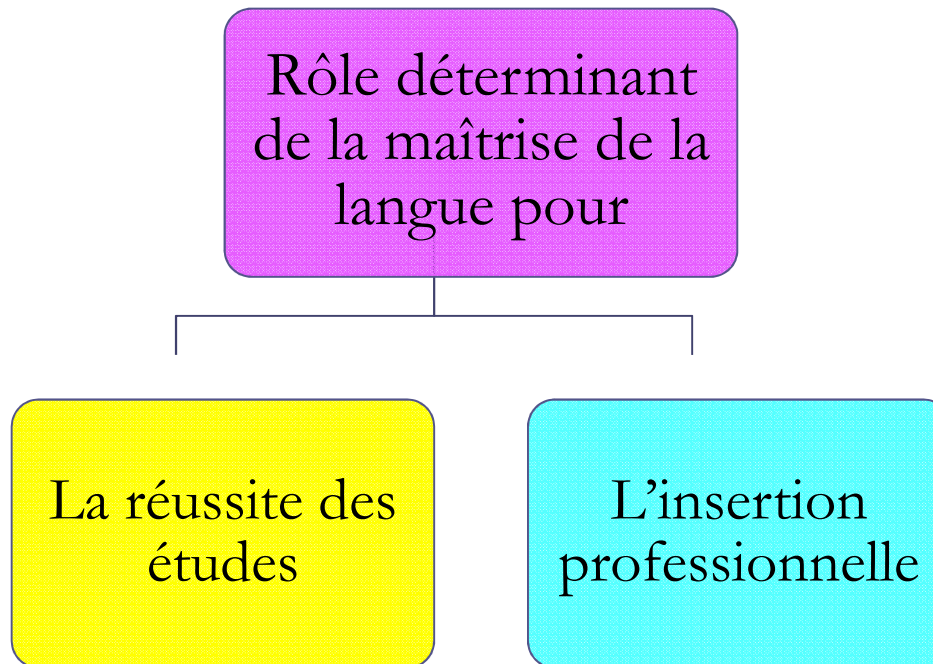 Rôle déterminant
de la maîtrise de la
langue pour
La réussite des
études
L’insertion
professionnelle